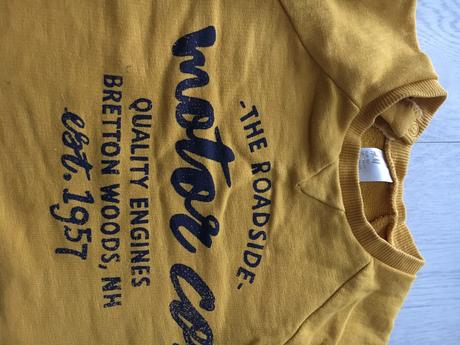 -THE ROADSIDE-
motor co
QUALITY ENGINES
BRETTON WOODS, NH
est. 1957